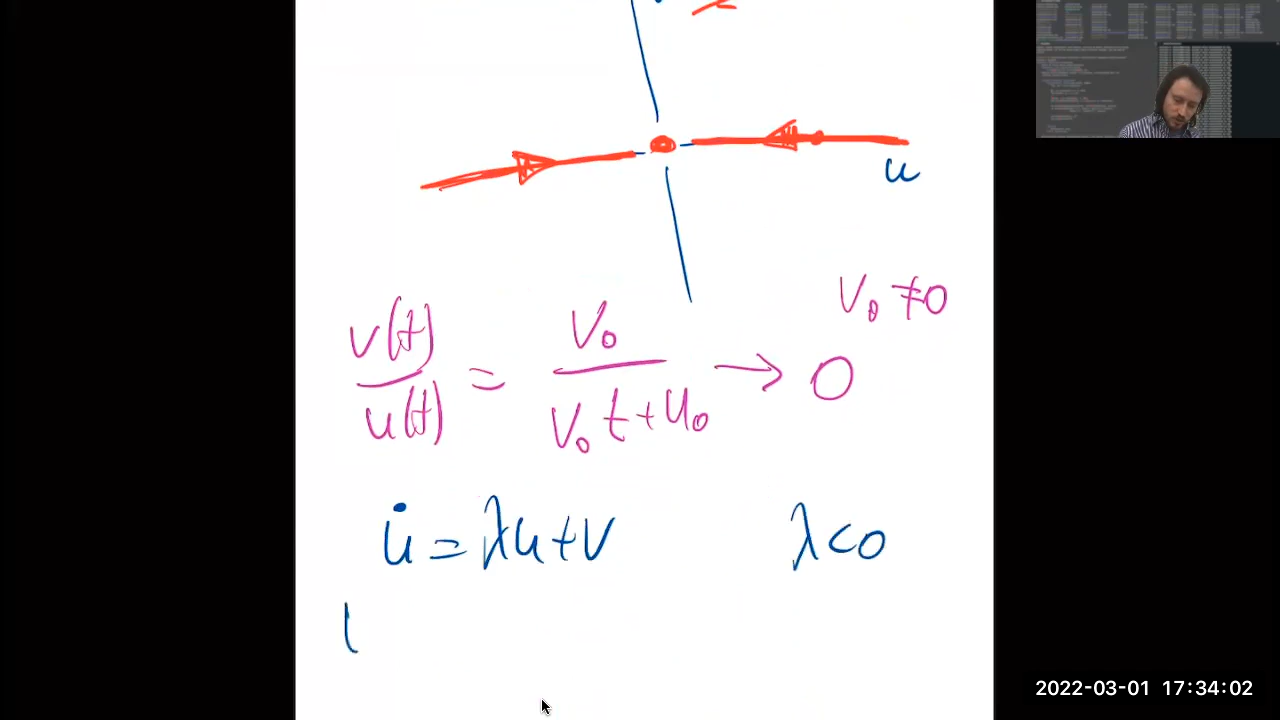 u
v₀ ≠ 0
v(t)/u(t) = v₀/(v₀t+u₀) → 0
u̇ = λu+v λ<0
2022-03-01 17:34:02